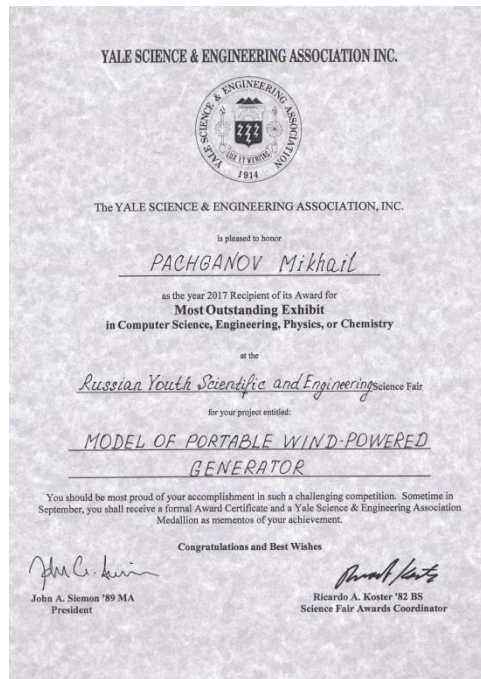 YALE SCIENCE & ENGINEERING ASSOCIATION INC.
YALE SCIENCE & ENGINEERING ASSOCIATION
LUX ET VERITAS
1914
The YALE SCIENCE & ENGINEERING ASSOCIATION, INC.
is pleased to honor
PACHGANOV Mikhail
as the year 2017 Recipient of its Award for
Most Outstanding Exhibit
in Computer Science, Engineering, Physics, or Chemistry
at the
Russian Youth Scientific and Engineering Science Fair
for your project entitled:
MODEL OF PORTABLE WIND-POWERED
GENERATOR
You should be most proud of your accomplishment in such a challenging competition. Sometime in
September, you shall receive a formal Award Certificate and a Yale Science & Engineering Association
Medallion as mementos of your achievement.
Congratulations and Best Wishes
John A. Siemon '89 MA
President
Ricardo A. Koster '82 BS
Science Fair Awards Coordinator